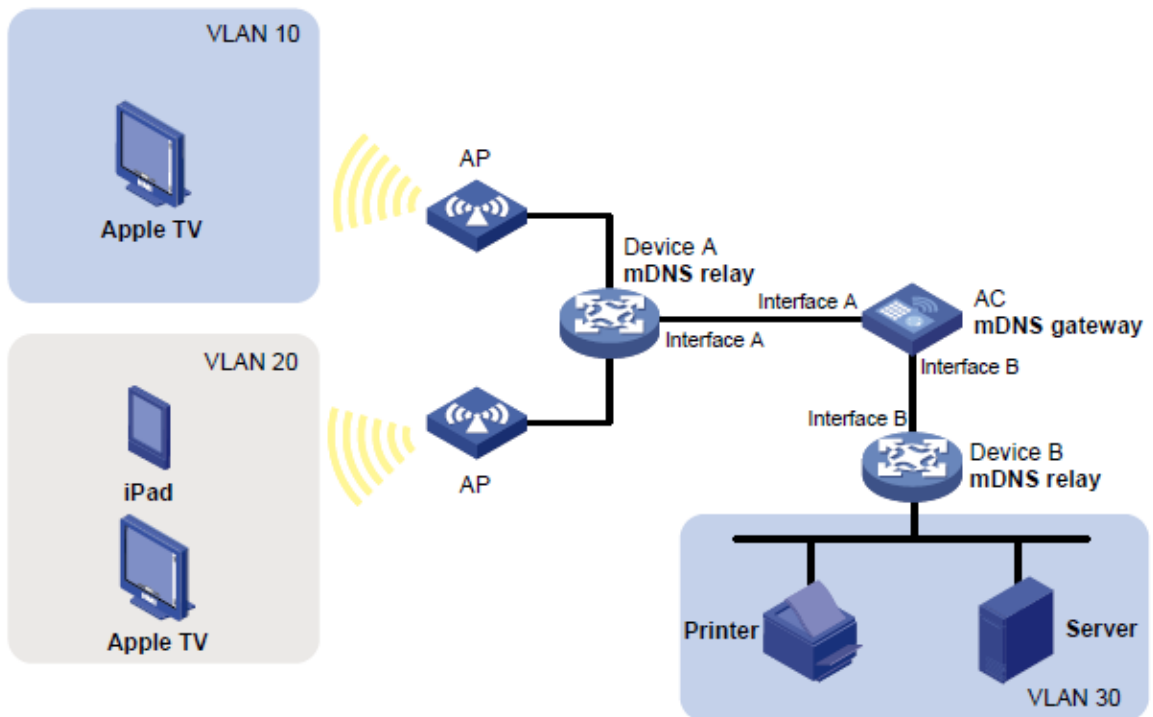 VLAN 10
Apple TV
AP
Device A
mDNS relay
Interface A
Interface A
AC
mDNS gateway
Interface B
VLAN 20
iPad
Apple TV
AP
Interface B
Device B
mDNS relay
Printer
Server
VLAN 30